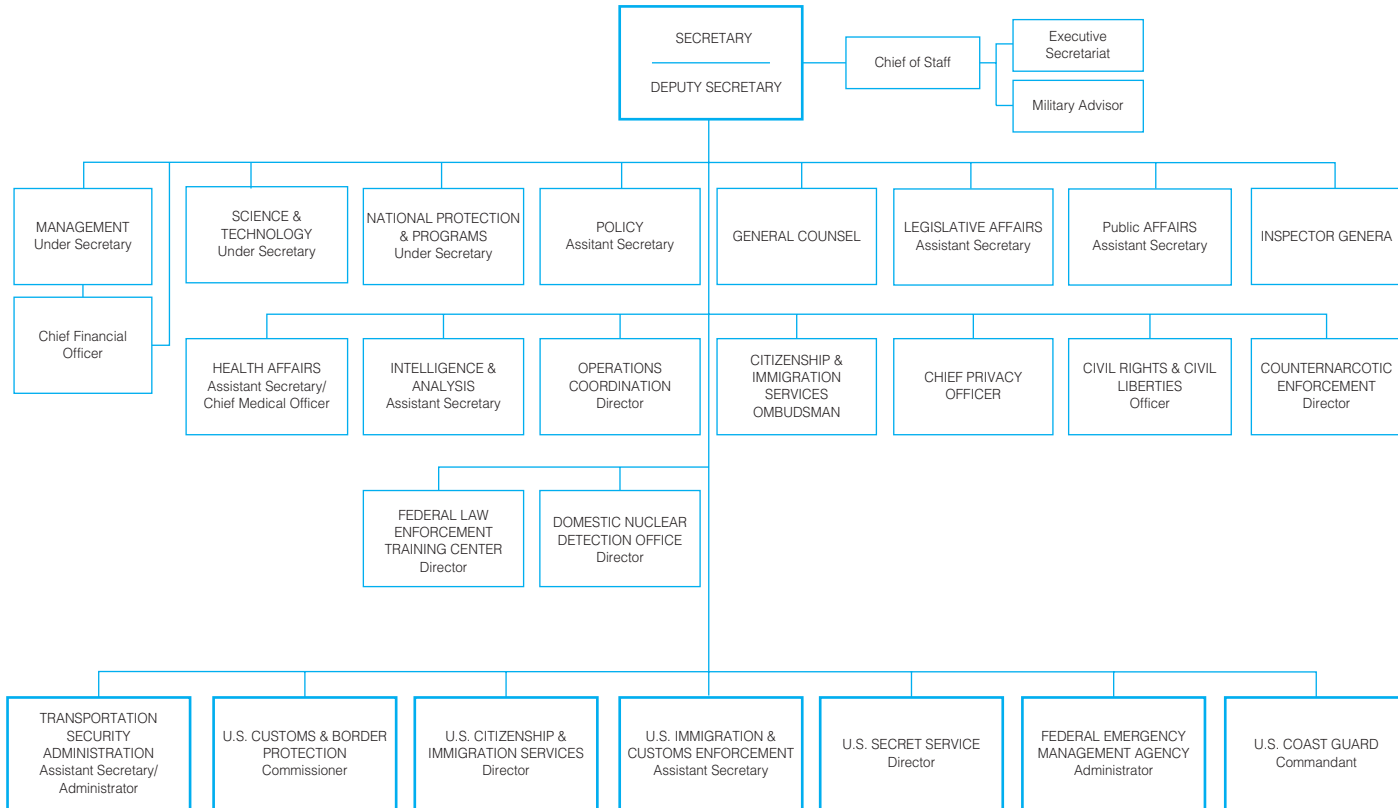 SECRETARY
DEPUTY SECRETARY
Chief of Staff
Executive
Secretariat
Military Advisor
MANAGEMENT
Under Secretary
SCIENCE &
TECHNOLOGY
Under Secretary
NATIONAL PROTECTION
& PROGRAMS
Under Secretary
POLICY
Assitant Secretary
GENERAL COUNSEL
LEGISLATIVE AFFAIRS
Assistant Secretary
Public AFFAIRS
Assistant Secretary
INSPECTOR GENERA
Chief Financial
Officer
HEALTH AFFAIRS
Assistant Secretary/
Chief Medical Officer
INTELLIGENCE &
ANALYSIS
Assistant Secretary
OPERATIONS
COORDINATION
Director
CITIZENSHIP &
IMMIGRATION
SERVICES
OMBUDSMAN
CHIEF PRIVACY
OFFICER
CIVIL RIGHTS & CIVIL
LIBERTIES
Officer
COUNTERNARCOTIC
ENFORCEMENT
Director
FEDERAL LAW
ENFORCEMENT
TRAINING CENTER
Director
DOMESTIC NUCLEAR
DETECTION OFFICE
Director
TRANSPORTATION
SECURITY
ADMINISTRATION
Assistant Secretary/
Administrator
U.S. CUSTOMS & BORDER
PROTECTION
Commissioner
U.S. CITIZENSHIP &
IMMIGRATION SERVICES
Director
U.S. IMMIGRATION &
CUSTOMS ENFORCEMENT
Assistant Secretary
U.S. SECRET SERVICE
Director
FEDERAL EMERGENCY
MANAGEMENT AGENCY
Administrator
U.S. COAST GUARD
Commandant